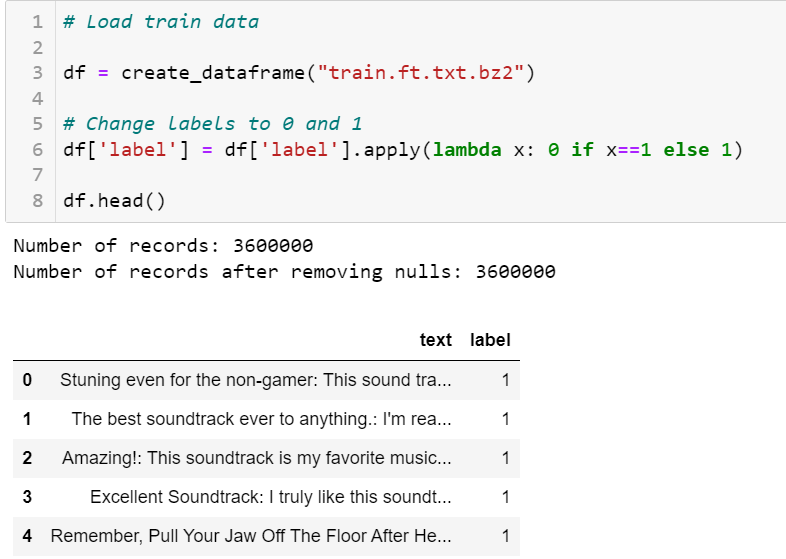 1 # Load train data
2
3 df = create_dataframe("train.ft.txt.bz2")
4
5 # Change labels to 0 and 1
6 df['label'] = df['label'].apply(lambda x: 0 if x==1 else 1)
7
8 df.head()
Number of records: 3600000
Number of records after removing nulls: 3600000
text label
0 Stuning even for the non-gamer: This sound tra... 1
1 The best soundtrack ever to anything.: I'm rea... 1
2 Amazing!: This soundtrack is my favorite music... 1
3 Excellent Soundtrack: I truly like this soundt... 1
4 Remember, Pull Your Jaw Off The Floor After He... 1